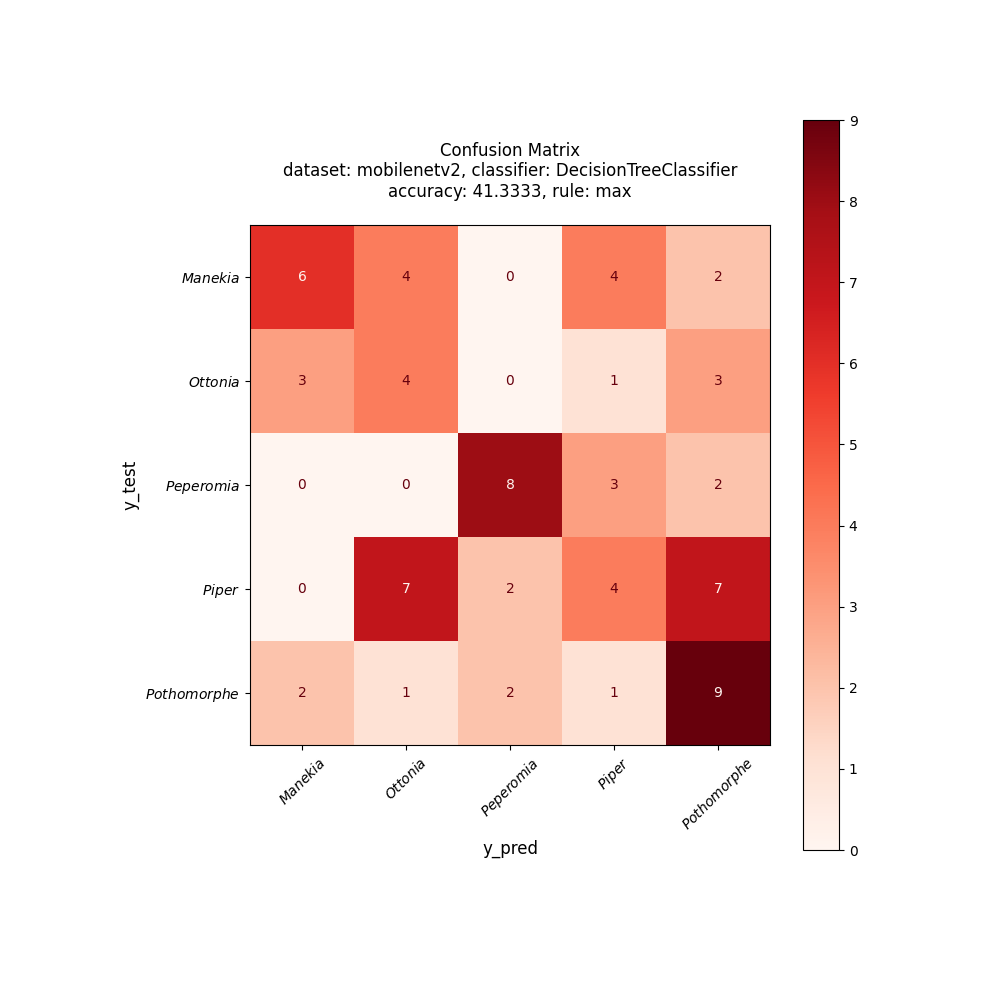 Confusion Matrix
dataset: mobilenetv2, classifier: DecisionTreeClassifier
accuracy: 41.3333, rule: max
Manekia 6 4 0 4 2
Ottonia 3 4 0 1 3
Peperomia 0 0 8 3 2
Piper 0 7 2 4 7
Pothomorphe 2 1 2 1 9
Manekia Ottonia Peperomia Piper Pothomorphe
y_pred
y_test
9
8
7
6
5
4
3
2
1
0